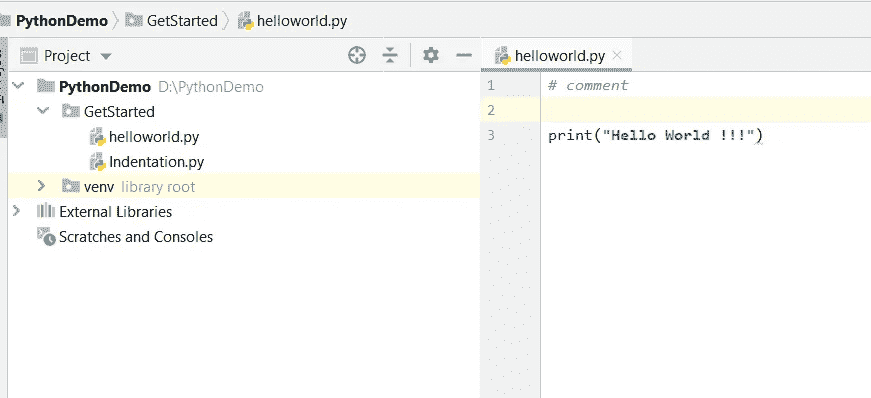 PythonDemo GetStarted helloworld.py
Project
helloworld.py
PythonDemo D:\PythonDemo
GetStarted
helloworld.py
Indentation.py
venv library root
External Libraries
Scratches and Consoles
1 # comment
2
3 print("Hello World !!!")